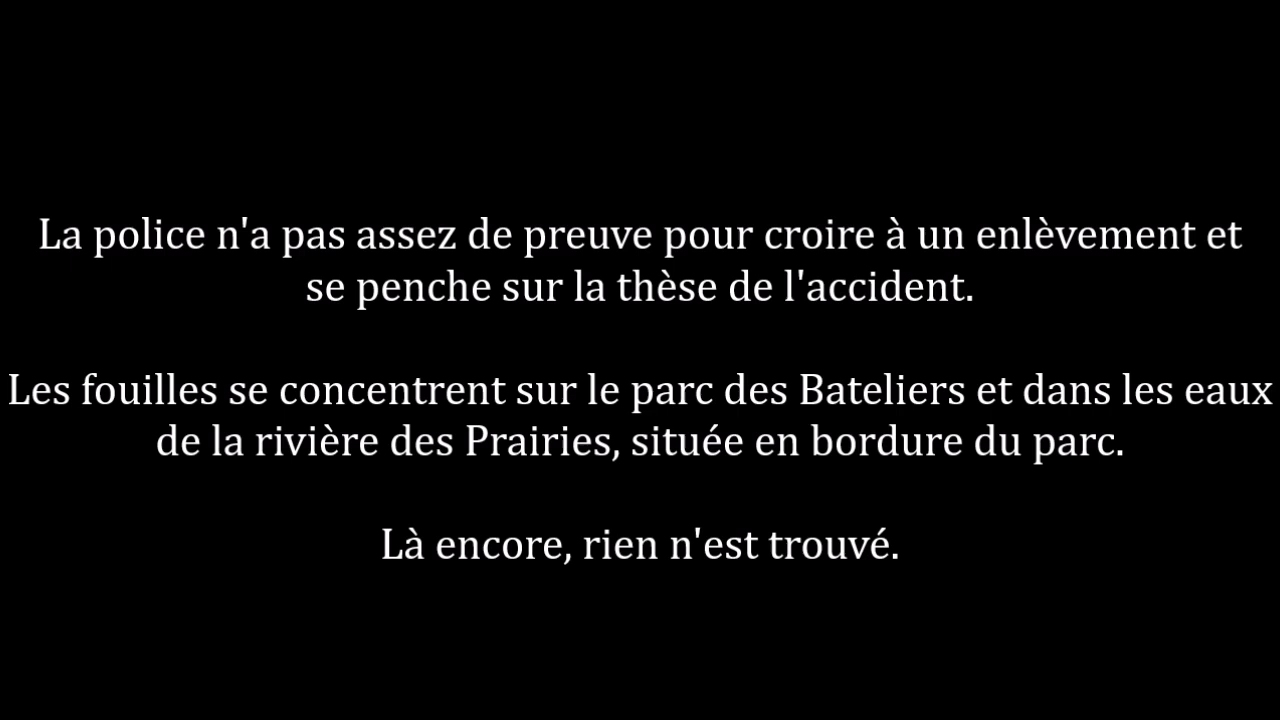 La police n'a pas assez de preuve pour croire à un enlèvement et
se penche sur la thèse de l'accident.
Les fouilles se concentrent sur le parc des Bateliers et dans les eaux
de la rivière des Prairies, située en bordure du parc.
Là encore, rien n'est trouvé.